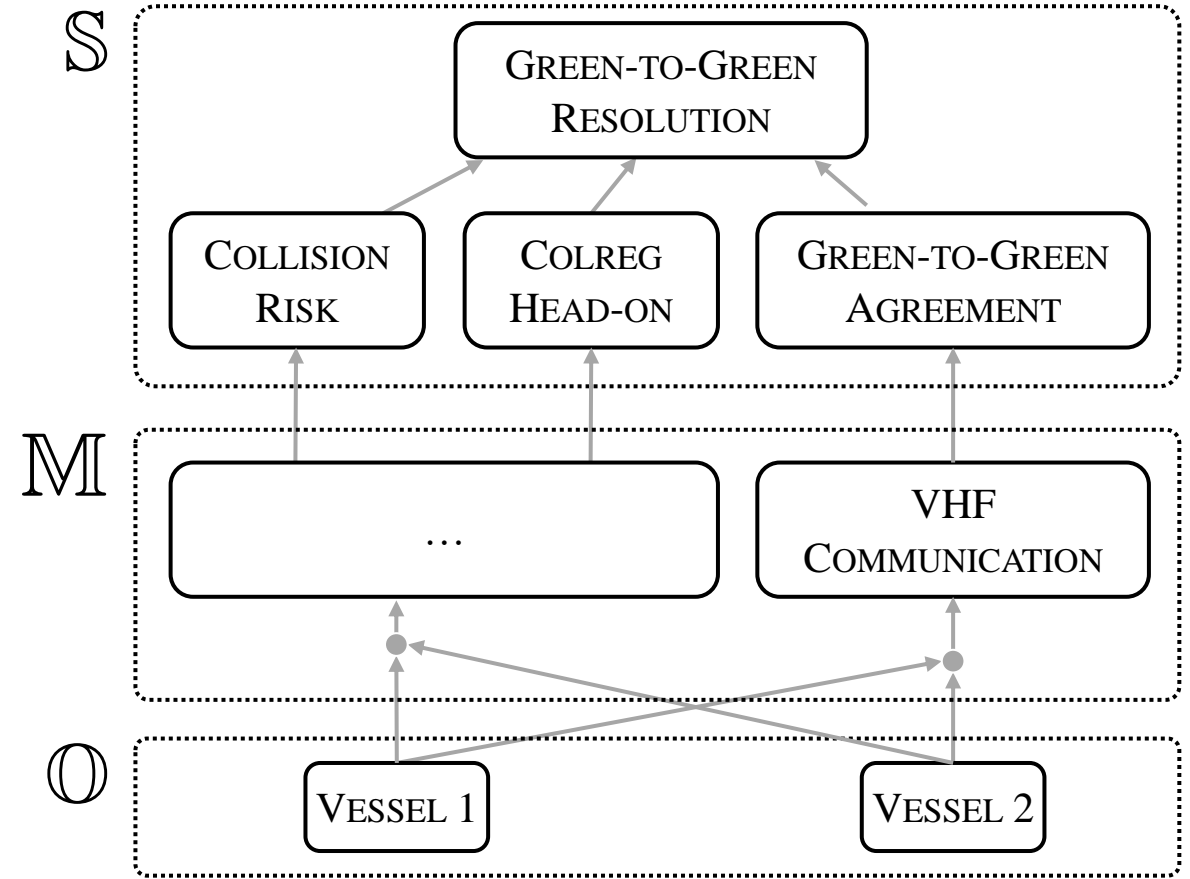 𝕊
GREEN-TO-GREEN
RESOLUTION
COLLISION
RISK
COLREG
HEAD-ON
GREEN-TO-GREEN
AGREEMENT
𝕄
...
VHF
COMMUNICATION
𝕆
VESSEL 1
VESSEL 2